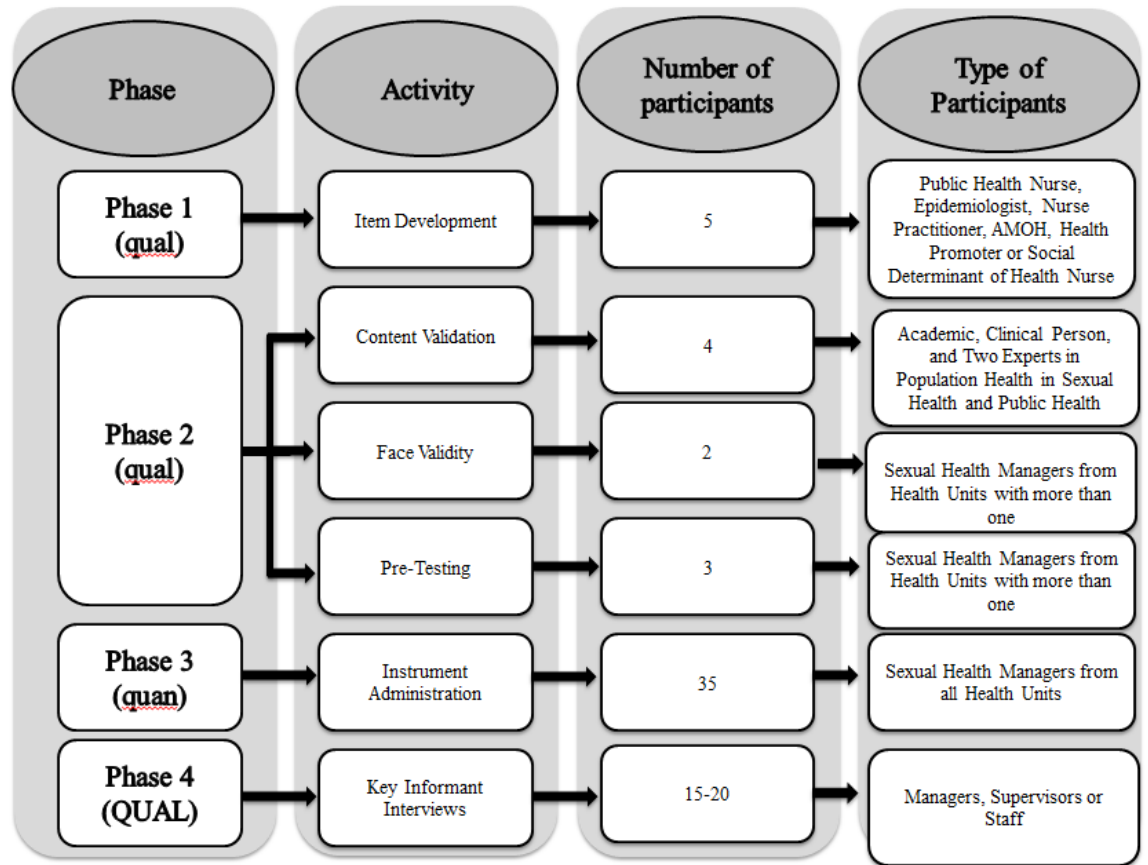 Phase
Activity
Number of
participants
Type of
Participants
Phase 1
(qual)
Item Development
5
Public Health Nurse,
Epidemiologist, Nurse
Practitioner, AMOH, Health
Promoter or Social
Determinant of Health Nurse
Phase 2
(qual)
Content Validation
4
Academic, Clinical Person,
and Two Experts in
Population Health in Sexual
Health and Public Health
Face Validity
2
Sexual Health Managers from
Health Units with more than
one
Pre-Testing
3
Sexual Health Managers from
Health Units with more than
one
Phase 3
(quan)
Instrument
Administration
35
Sexual Health Managers from
all Health Units
Phase 4
(QUAL)
Key Informant
Interviews
15-20
Managers, Supervisors or
Staff